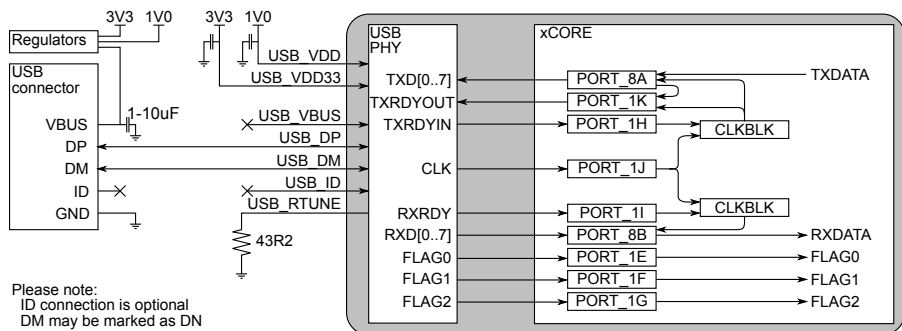 3V3 1V0
3V3 1V0
Regulators
USB
connector
1-10uF
VBUS
DP
DM
ID
GND
USB_VDD
USB_VDD33
USB_VBUS
USB_DP
USB_DM
USB_ID
USB_RTUNE
43R2
Please note:
ID connection is optional
DM may be marked as DN
USB
PHY
TXD[0..7]
TXRDYOUT
TXRDYIN
CLK
RXRDY
RXD[0..7]
FLAG0
FLAG1
FLAG2
xCORE
PORT_8A
PORT_1K
PORT_1H
PORT_1J
PORT_1I
PORT_8B
PORT_1E
PORT_1F
PORT_1G
CLKBLK
CLKBLK
TXDATA
RXDATA
FLAG0
FLAG1
FLAG2